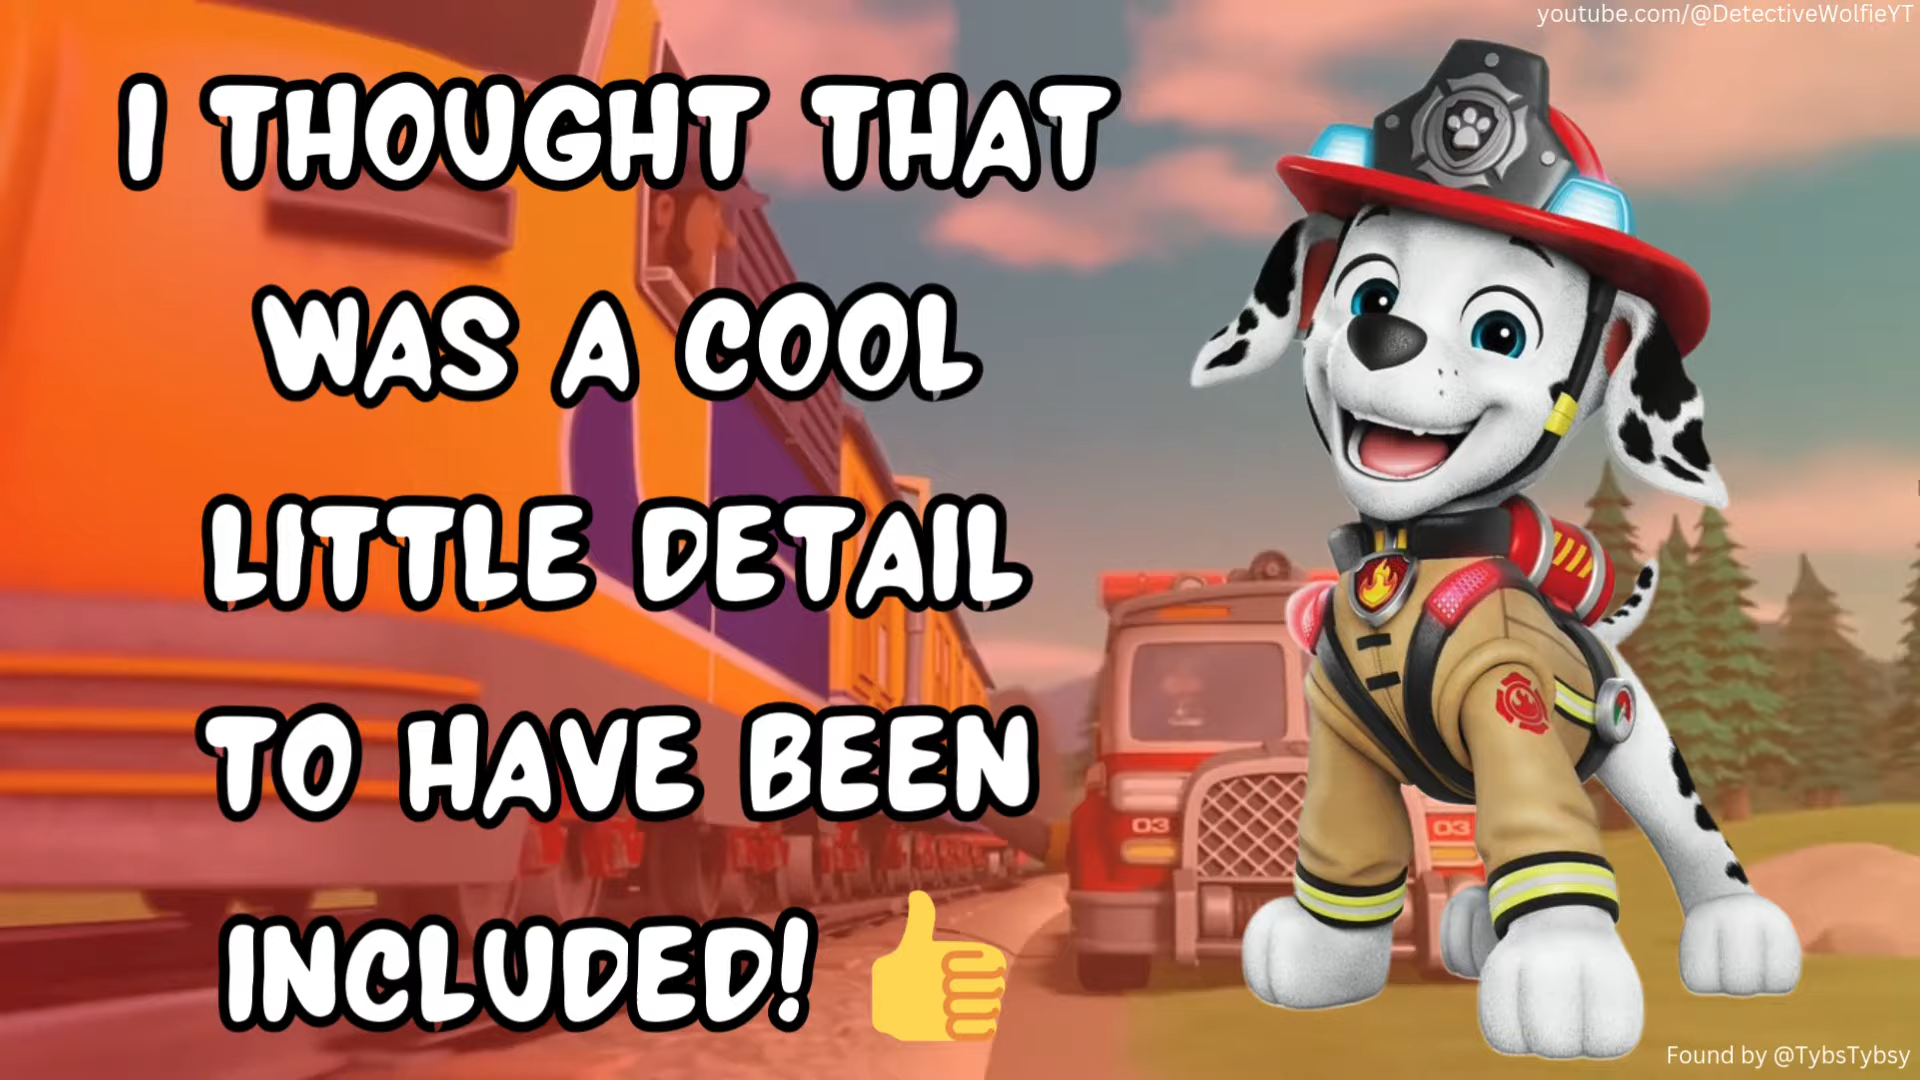 youtube.com/@DetectiveWolfieYT
I THOUGHT THAT
WAS A COOL
LITTLE DETAIL
TO HAVE BEEN
INCLUDED! 👍
03
03
Found by @TybsTybsy